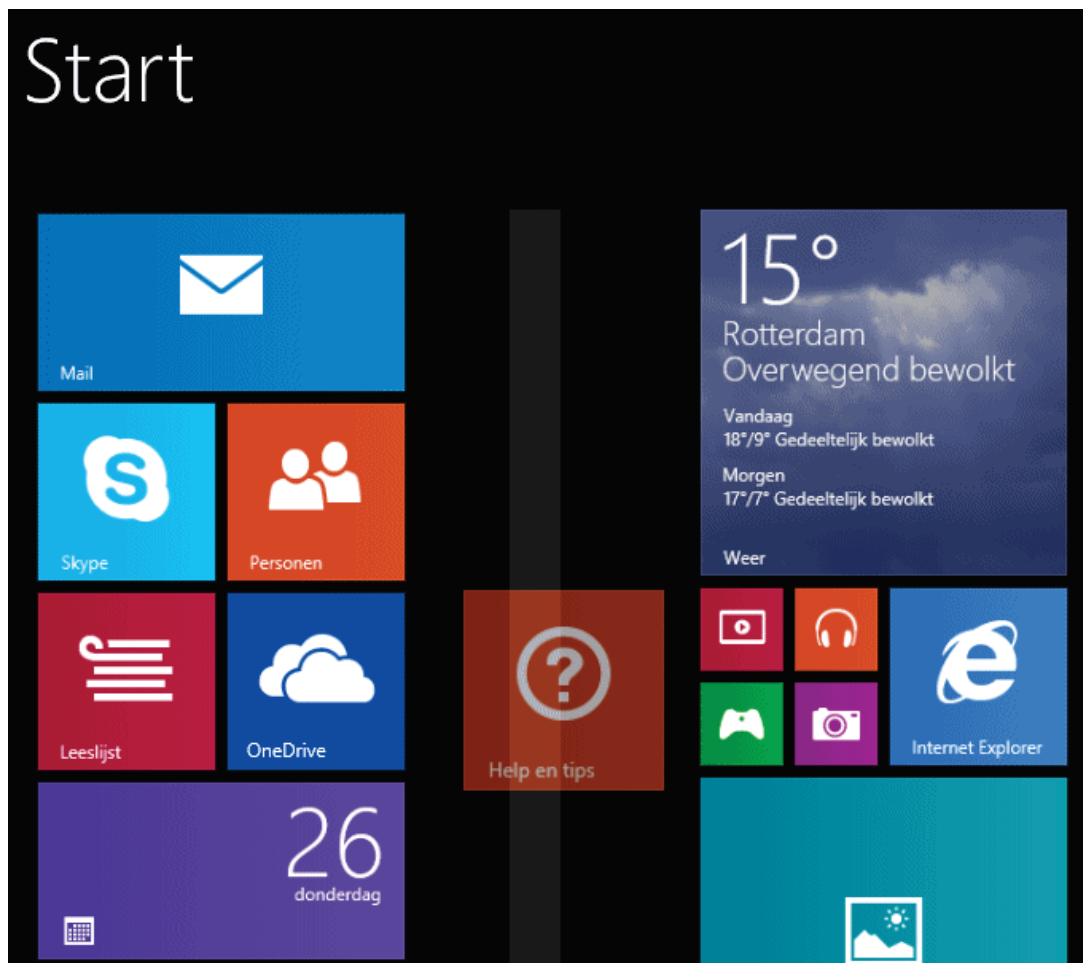 Start
Mail
Skype
Personen
Leeslijst
OneDrive
26
donderdag
Help en tips
15°
Rotterdam
Overwegend bewolkt
Vandaag
18°/9° Gedeeltelijk bewolkt
Morgen
17°/7° Gedeeltelijk bewolkt
Weer
Internet Explorer